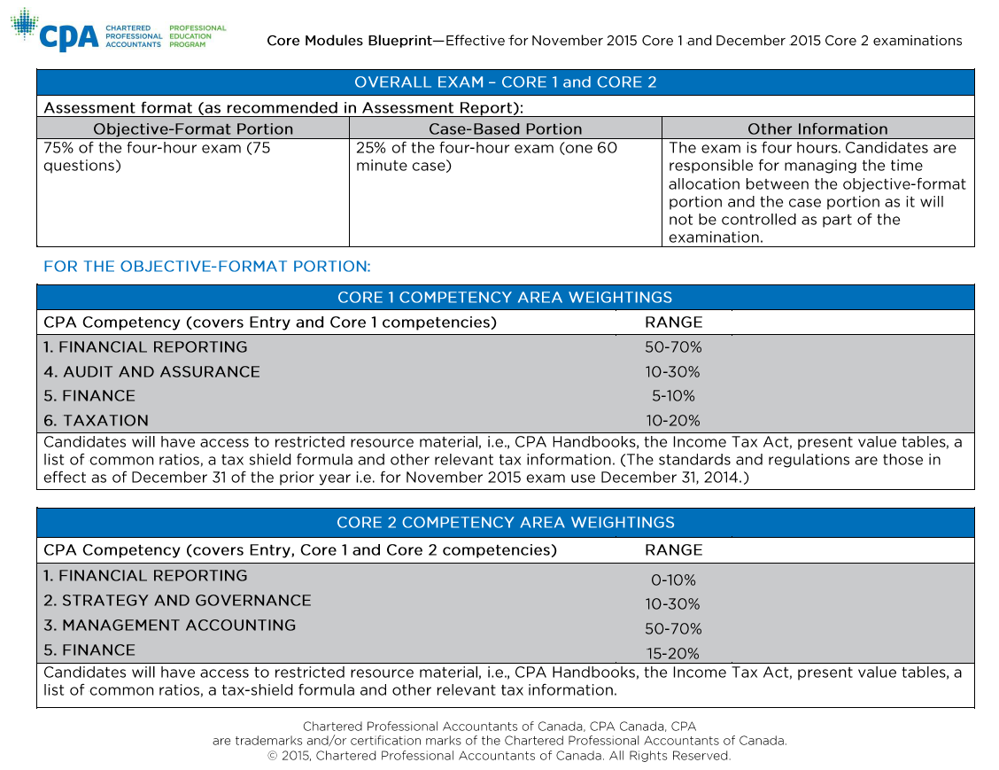 CPA CHARTERED PROFESSIONAL ACCOUNTANTS PROFESSIONAL EDUCATION PROGRAM
Core Modules Blueprint—Effective for November 2015 Core 1 and December 2015 Core 2 examinations
OVERALL EXAM – CORE 1 and CORE 2
Assessment format (as recommended in Assessment Report):
Objective-Format Portion
Case-Based Portion
Other Information
75% of the four-hour exam (75
questions)
25% of the four-hour exam (one 60
minute case)
The exam is four hours. Candidates are
responsible for managing the time
allocation between the objective-format
portion and the case portion as it will
not be controlled as part of the
examination.
FOR THE OBJECTIVE-FORMAT PORTION:
CORE 1 COMPETENCY AREA WEIGHTINGS
CPA Competency (covers Entry and Core 1 competencies) RANGE
1. FINANCIAL REPORTING 50-70%
4. AUDIT AND ASSURANCE 10-30%
5. FINANCE 5-10%
6. TAXATION 10-20%
Candidates will have access to restricted resource material, i.e., CPA Handbooks, the Income Tax Act, present value tables, a
list of common ratios, a tax shield formula and other relevant tax information. (The standards and regulations are those in
effect as of December 31 of the prior year i.e. for November 2015 exam use December 31, 2014.)
CORE 2 COMPETENCY AREA WEIGHTINGS
CPA Competency (covers Entry, Core 1 and Core 2 competencies) RANGE
1. FINANCIAL REPORTING 0-10%
2. STRATEGY AND GOVERNANCE 10-30%
3. MANAGEMENT ACCOUNTING 50-70%
5. FINANCE 15-20%
Candidates will have access to restricted resource material, i.e., CPA Handbooks, the Income Tax Act, present value tables, a
list of common ratios, a tax-shield formula and other relevant tax information.
Chartered Professional Accountants of Canada, CPA Canada, CPA
are trademarks and/or certification marks of the Chartered Professional Accountants of Canada.
© 2015, Chartered Professional Accountants of Canada. All Rights Reserved.